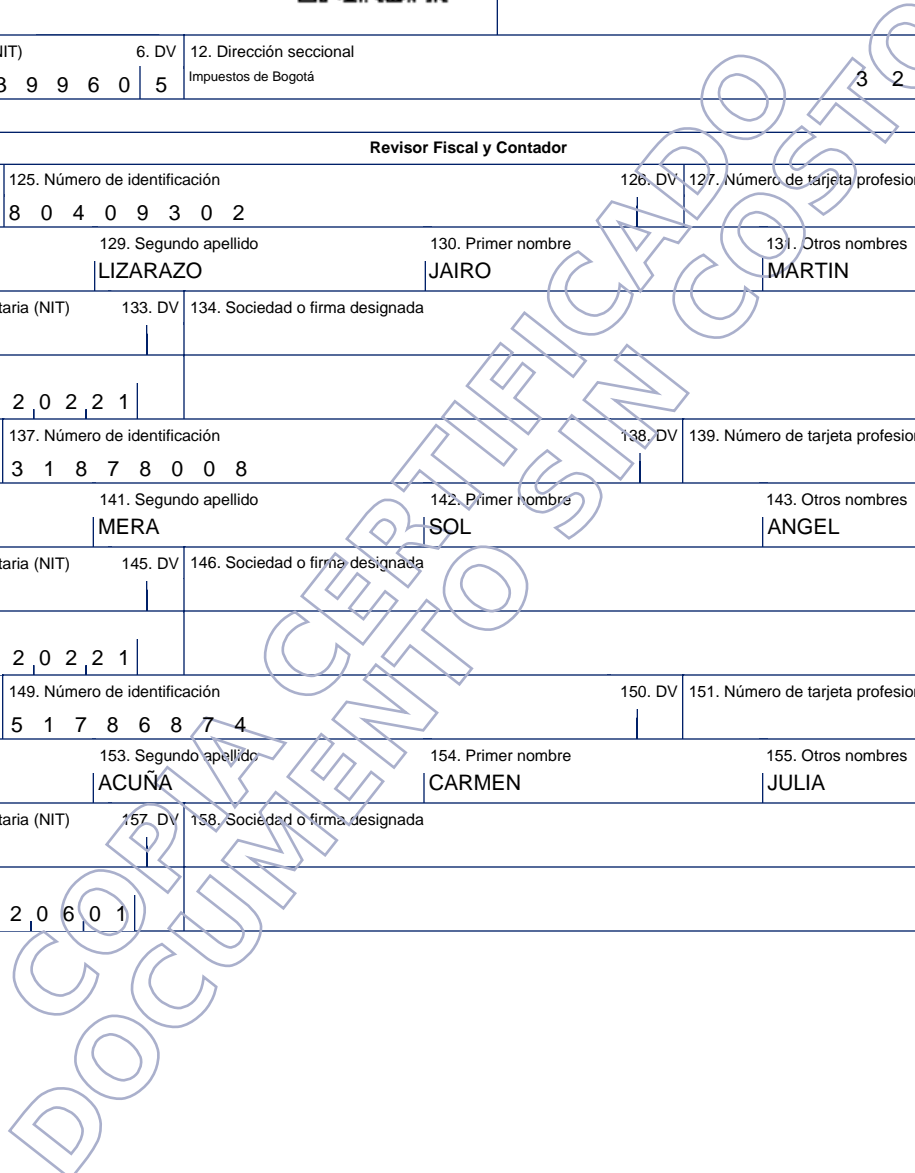 NIT) 6. DV 12. Dirección seccional
3 9 9 6 0 5 Impuestos de Bogotá 3 2
Revisor Fiscal y Contador
125. Número de identificación 126. DV 127. Número de tarjeta profesion
8 0 4 0 9 3 0 2
129. Segundo apellido 130. Primer nombre 131. Otros nombres
LIZARAZO JAIRO MARTIN
taria (NIT) 133. DV 134. Sociedad o firma designada
2 0 2 2 1
137. Número de identificación 138. DV 139. Número de tarjeta profesion
3 1 8 7 8 0 0 8
141. Segundo apellido 142. Primer nombre 143. Otros nombres
MERA SOL ANGEL
taria (NIT) 145. DV 146. Sociedad o firma designada
2 0 2 2 1
149. Número de identificación 150. DV 151. Número de tarjeta profesion
5 1 7 8 6 8 7 4
153. Segundo apellido 154. Primer nombre 155. Otros nombres
ACUÑA CARMEN JULIA
taria (NIT) 157. DV 158. Sociedad o firma designada
2 0 6 0 1
COPIA CERTIFICADO
DOCUMENTO SIN COSTO